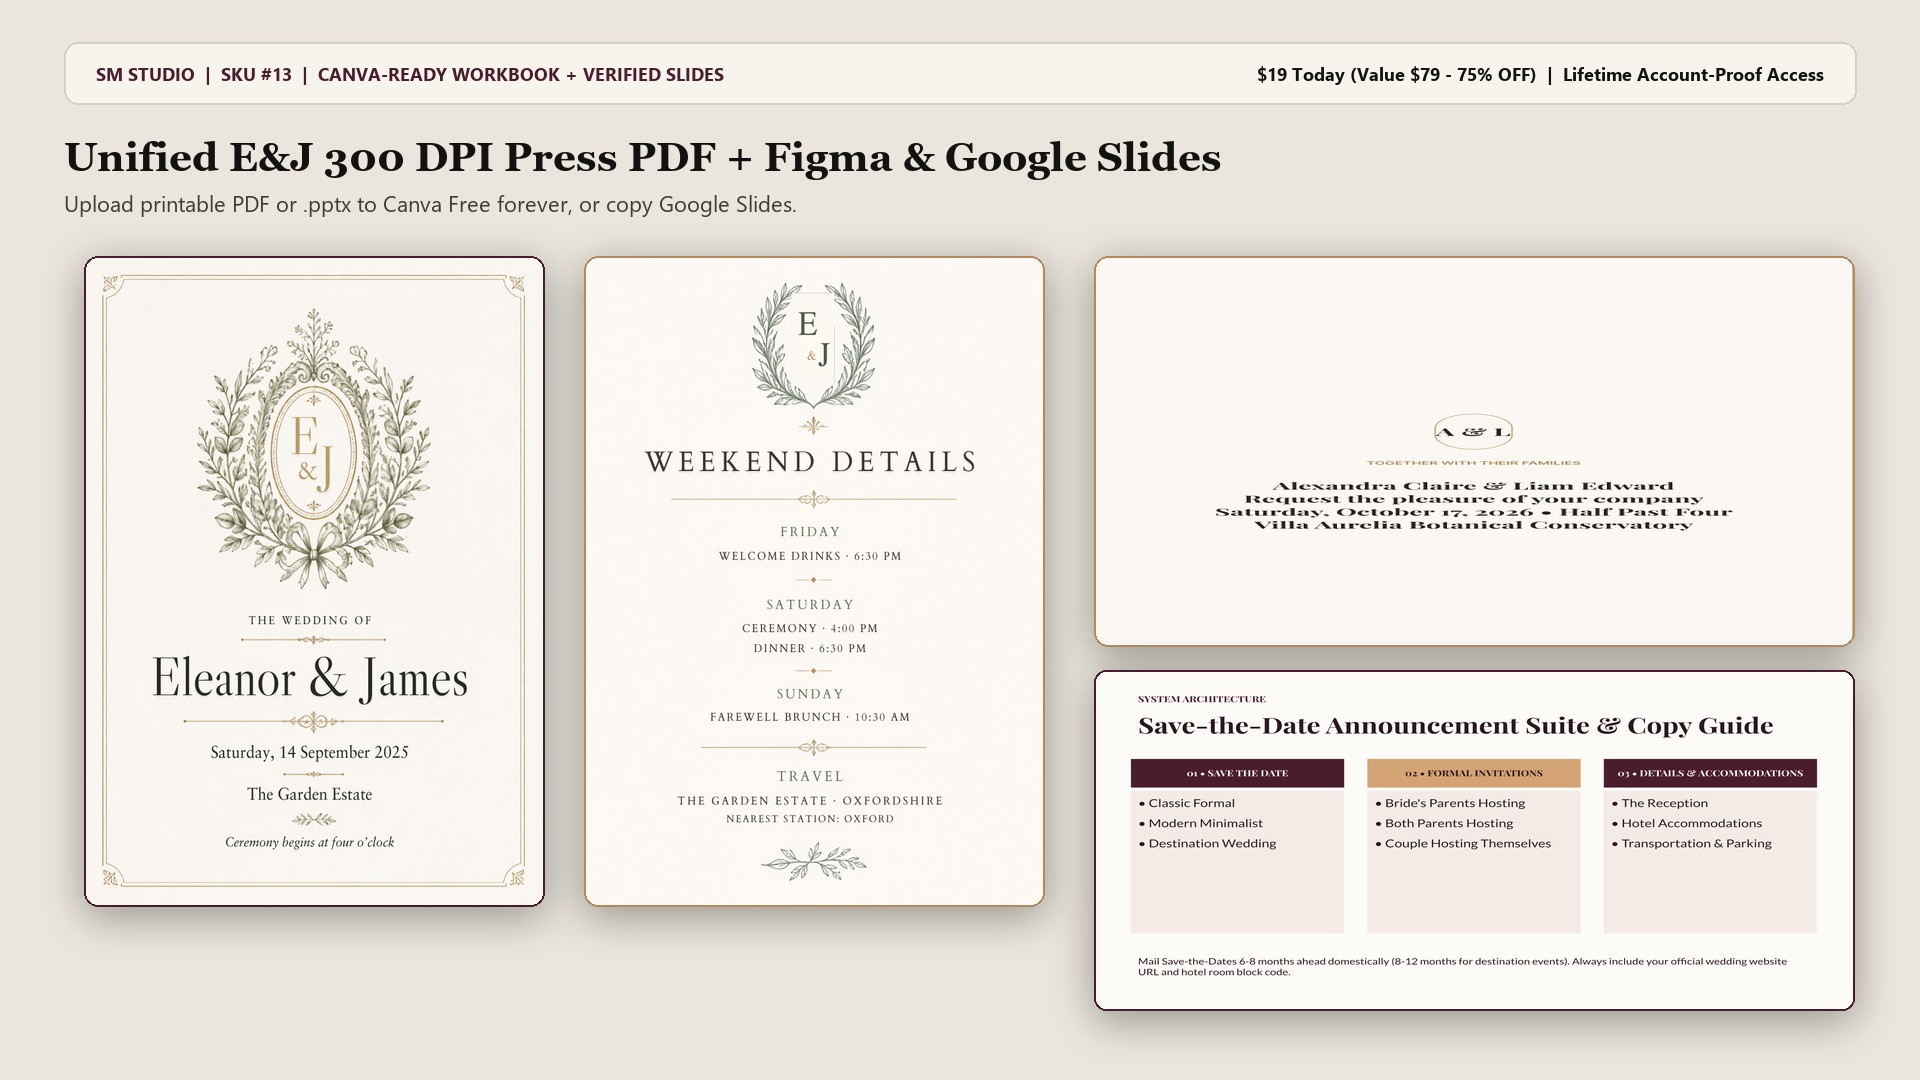 SM STUDIO | SKU #13 | CANVA-READY WORKBOOK + VERIFIED SLIDES
$19 Today (Value $79 - 75% OFF) | Lifetime Account-Proof Access
Unified E&J 300 DPI Press PDF + Figma & Google Slides
Upload printable PDF or .pptx to Canva Free forever, or copy Google Slides.
E
&J
THE WEDDING OF
Eleanor & James
Saturday, 14 September 2025
The Garden Estate
Ceremony begins at four o'clock
E
&J
WEEKEND DETAILS
FRIDAY
WELCOME DRINKS · 6:30 PM
SATURDAY
CEREMONY · 4:00 PM
DINNER · 6:30 PM
SUNDAY
FAREWELL BRUNCH · 10:30 AM
TRAVEL
THE GARDEN ESTATE · OXFORDSHIRE
NEAREST STATION: OXFORD
A & L
TOGETHER WITH THEIR FAMILIES
Alexandra Claire & Liam Edward
Request the pleasure of your company
Saturday, October 17, 2026 • Half Past Four
Villa Aurelia Botanical Conservatory
SYSTEM ARCHITECTURE
Save-the-Date Announcement Suite & Copy Guide
01 • SAVE THE DATE
• Classic Formal
• Modern Minimalist
• Destination Wedding
02 • FORMAL INVITATIONS
• Bride's Parents Hosting
• Both Parents Hosting
• Couple Hosting Themselves
03 • DETAILS & ACCOMMODATIONS
• The Reception
• Hotel Accommodations
• Transportation & Parking
Mail Save-the-Dates 6-8 months ahead domestically (8-12 months for destination events). Always include your official wedding website
URL and hotel room block code.